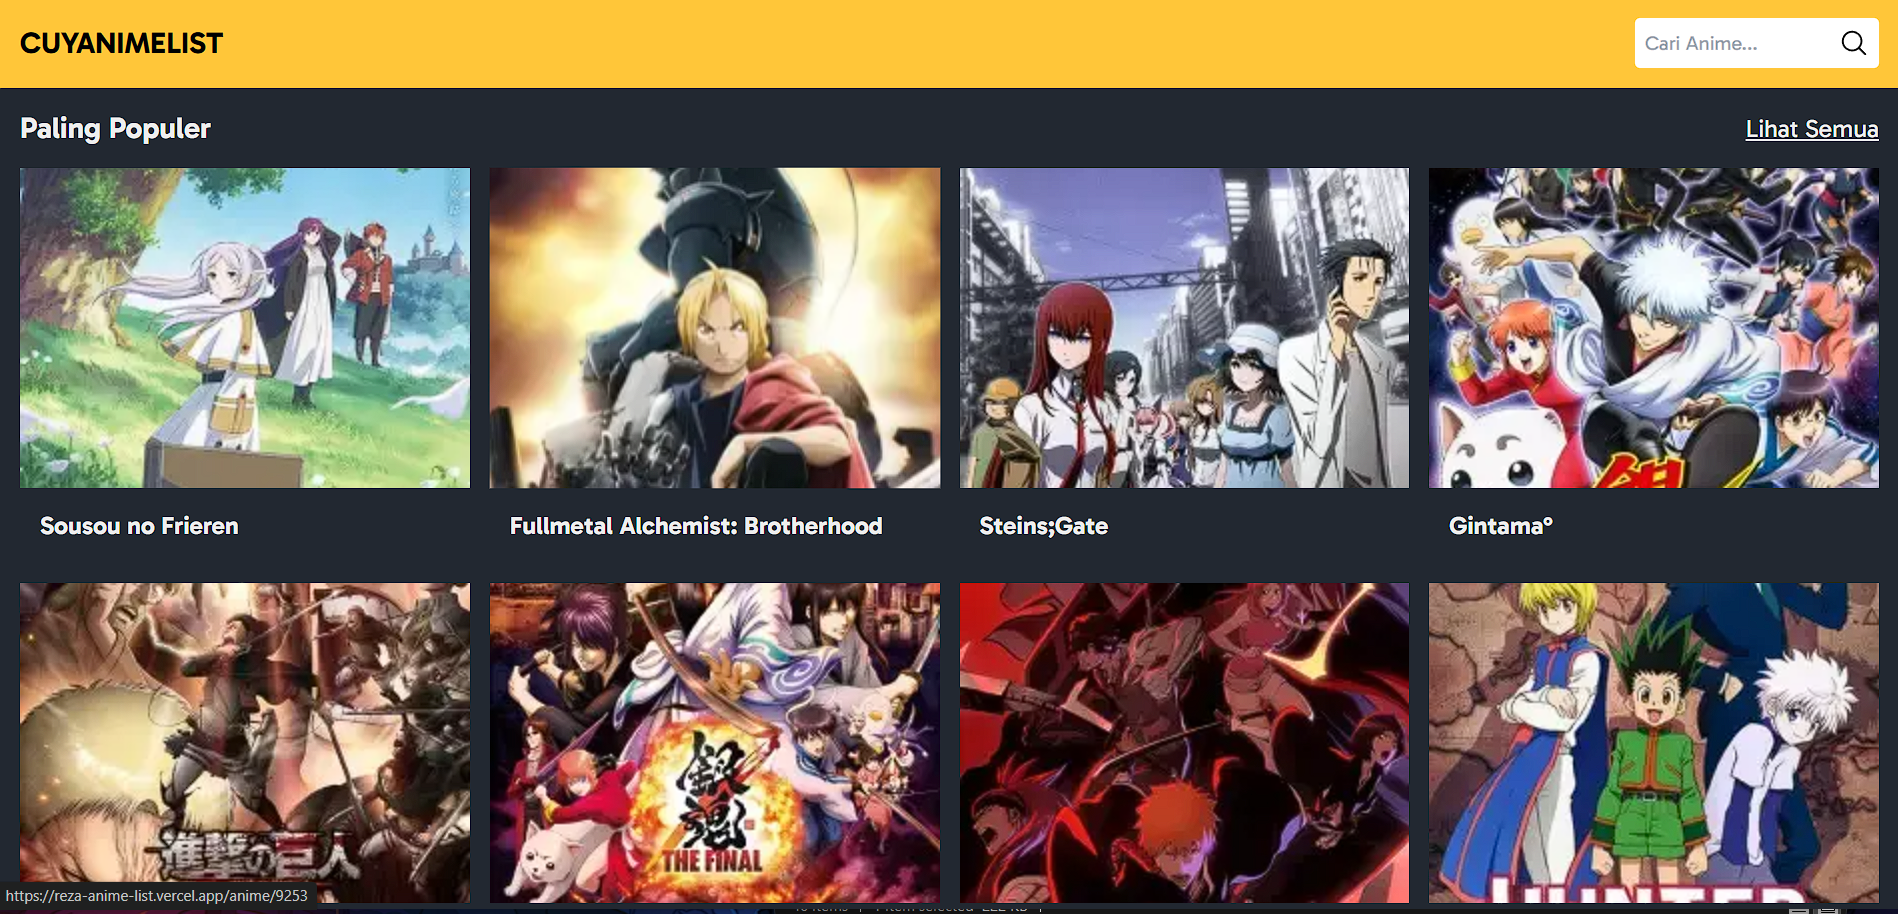 CUYANIMELIST
Cari Anime...
Paling Populer
Lihat Semua
Sousou no Frieren
Fullmetal Alchemist: Brotherhood
Steins;Gate
Gintama°
進撃の巨人
銀魂
THE FINAL
HUNTER
https://reza-anime-list.vercel.app/anime/9253